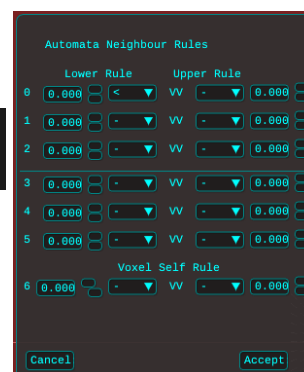 Automata Neighbour Rules
Lower Rule Upper Rule
0 0.000 < VV - 0.000
1 0.000 - VV - 0.000
2 0.000 - VV - 0.000
3 0.000 - VV - 0.000
4 0.000 - VV - 0.000
5 0.000 - VV - 0.000
Voxel Self Rule
6 0.000 - VV - 0.000
Cancel Accept